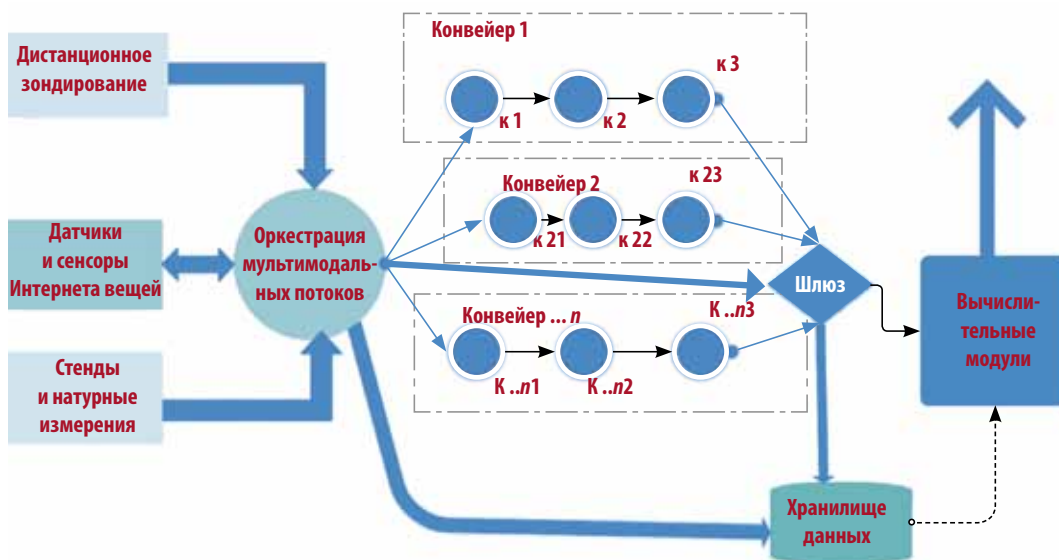 Дистанционное
зондирование
Датчики
и сенсоры
Интернета вещей
Стенды
и натурные
измерения
Оркестрация
мультимодаль-
ных потоков
Конвейер 1
к 1
к 2
к 3
Конвейер 2
к 21
к 22
к 23
Конвейер ... n
К ..n1
К ..n2
К ..n3
Шлюз
Вычисли-
тельные
модули
Хранилище
данных